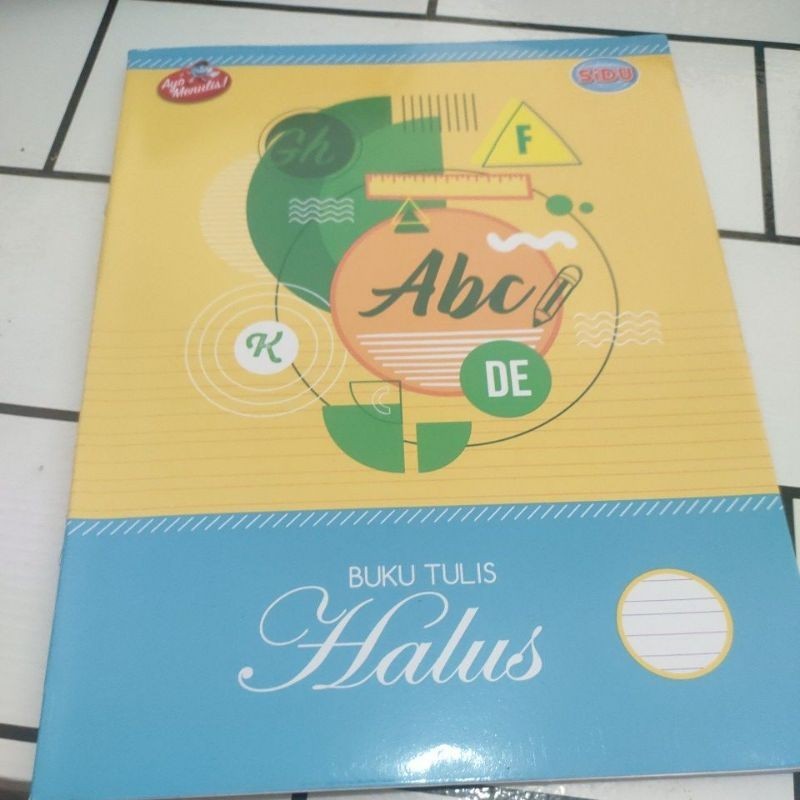 Ayo
Menulis!
SiDU
Gh
F
Abc
K
DE
C
BUKU TULIS
Halus